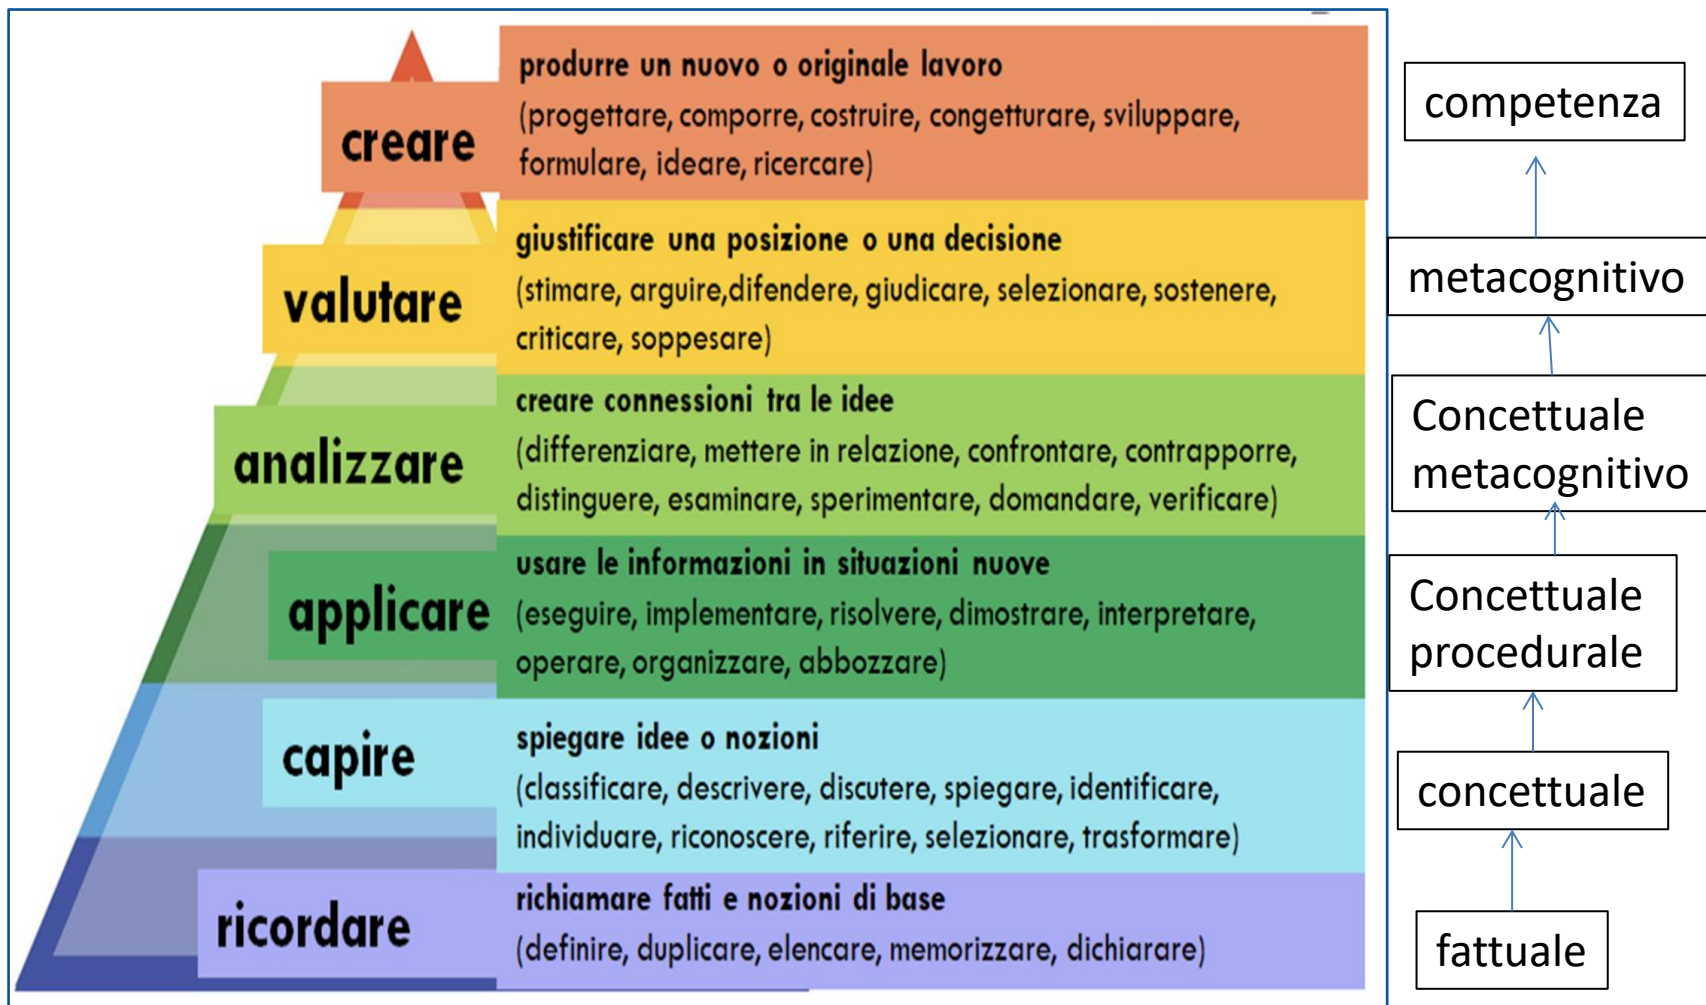 produrre un nuovo o originale lavoro
(progettare, comporre, costruire, congetturare, sviluppare,
formulare, ideare, ricercare)
creare
competenza
giustificare una posizione o una decisione
(stimare, arguire,difendere, giudicare, selezionare, sostenere,
criticare, soppesare)
valutare
metacognitivo
creare connessioni tra le idee
(differenziare, mettere in relazione, confrontare, contrapporre,
distinguere, esaminare, sperimentare, domandare, verificare)
analizzare
Concettuale
metacognitivo
usare le informazioni in situazioni nuove
(eseguire, implementare, risolvere, dimostrare, interpretare,
operare, organizzare, abbozzare)
applicare
Concettuale
procedurale
spiegare idee o nozioni
(classificare, descrivere, discutere, spiegare, identificare,
individuare, riconoscere, riferire, selezionare, trasformare)
capire
concettuale
richiamare fatti e nozioni di base
(definire, duplicare, elencare, memorizzare, dichiarare)
ricordare
fattuale